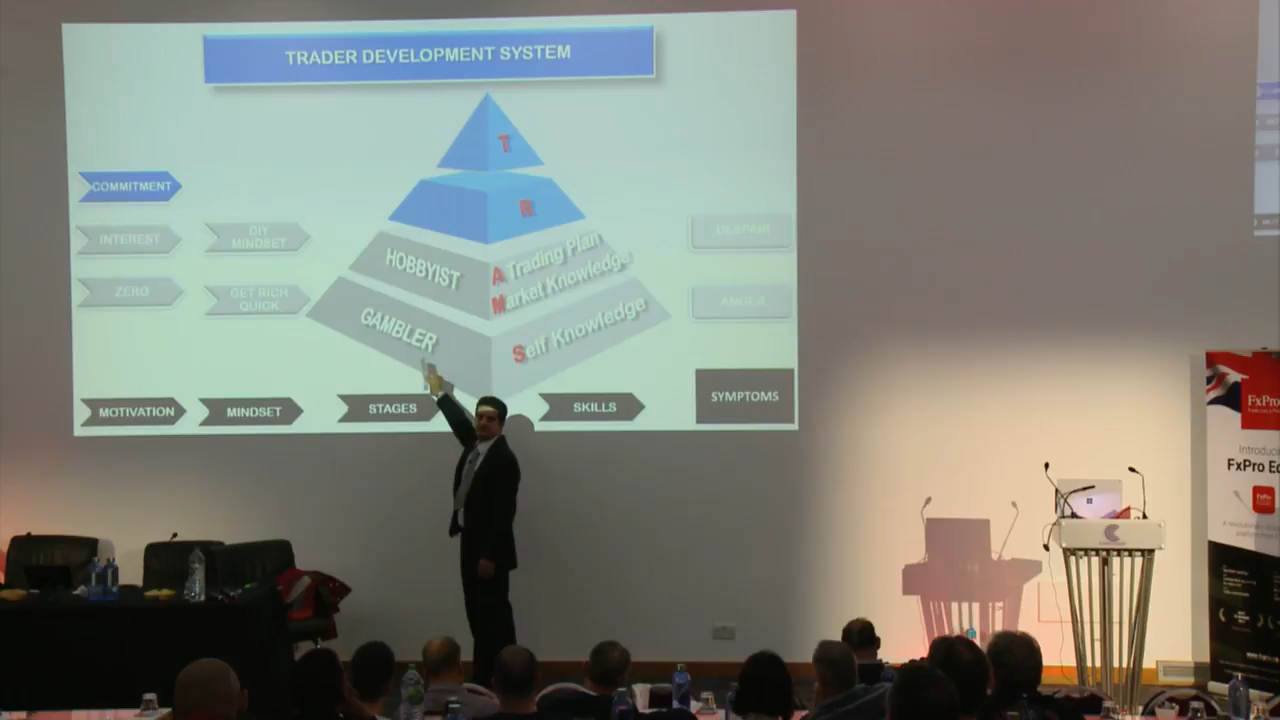 TRADER DEVELOPMENT SYSTEM
T
COMMITMENT
R
INTEREST
DIY
MINDSET
HOBBYIST
A Trading Plan
Market Knowledge
DESPAIR
ZERO
GET RICH
QUICK
GAMBLER
Self Knowledge
ANGER
MOTIVATION
MINDSET
STAGES
SKILLS
SYMPTOMS
FxPro
FxPro